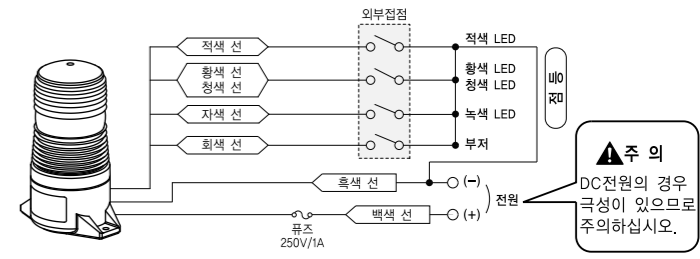 외부접점
적색 선
적색 LED
황색 선
청색 선
황색 LED
청색 LED
자색 선
녹색 LED
회색 선
부저
점등
흑색 선
(-)
전원
퓨즈
250V/1A
백색 선
(+)
주 의
DC전원의 경우
극성이 있으므로
주의하십시오.